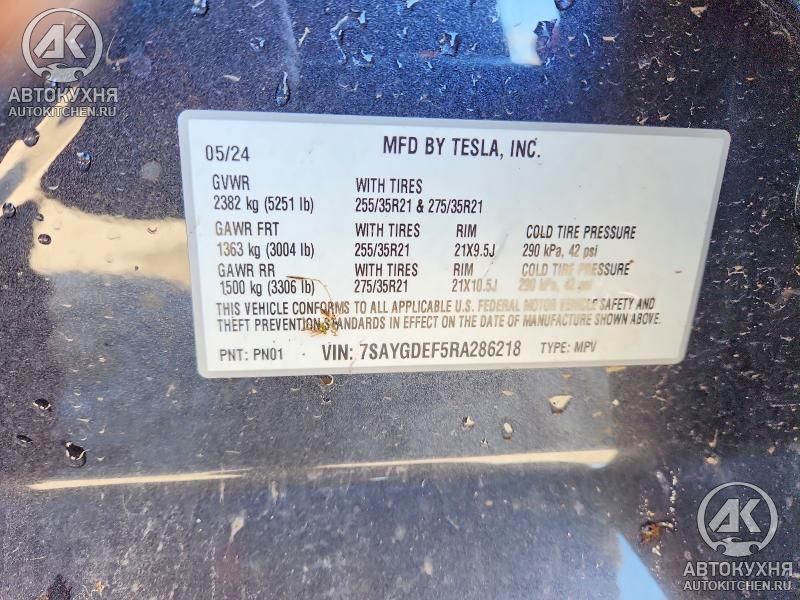 АК
АВТОКУХНЯ
AUTOKITCHEN.RU
05/24 MFD BY TESLA, INC.
GVWR WITH TIRES
2382 kg (5251 lb) 255/35R21 & 275/35R21
GAWR FRT WITH TIRES RIM COLD TIRE PRESSURE
1363 kg (3004 lb) 255/35R21 21X9.5J 290 kPa, 42 psi
GAWR RR WITH TIRES RIM COLD TIRE PRESSURE
1500 kg (3306 lb) 275/35R21 21X10.5J 290 kPa, 42 psi
THIS VEHICLE CONFORMS TO ALL APPLICABLE U.S. FEDERAL MOTOR VEHICLE SAFETY AND
THEFT PREVENTION STANDARDS IN EFFECT ON THE DATE OF MANUFACTURE SHOWN ABOVE.
PNT: PN01 VIN: 7SAYGDEF5RA286218 TYPE: MPV
АК
АВТОКУХНЯ
AUTOKITCHEN.RU